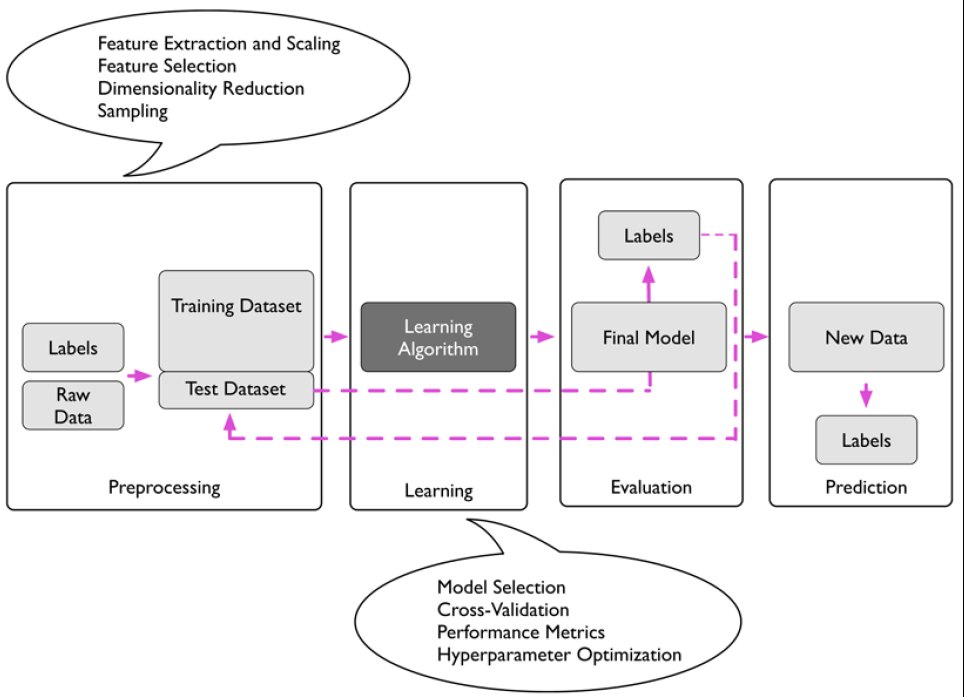 Feature Extraction and Scaling
Feature Selection
Dimensionality Reduction
Sampling
Labels
Raw
Data
Training Dataset
Test Dataset
Preprocessing
Learning
Algorithm
Learning
Labels
Final Model
Evaluation
New Data
Labels
Prediction
Model Selection
Cross-Validation
Performance Metrics
Hyperparameter Optimization